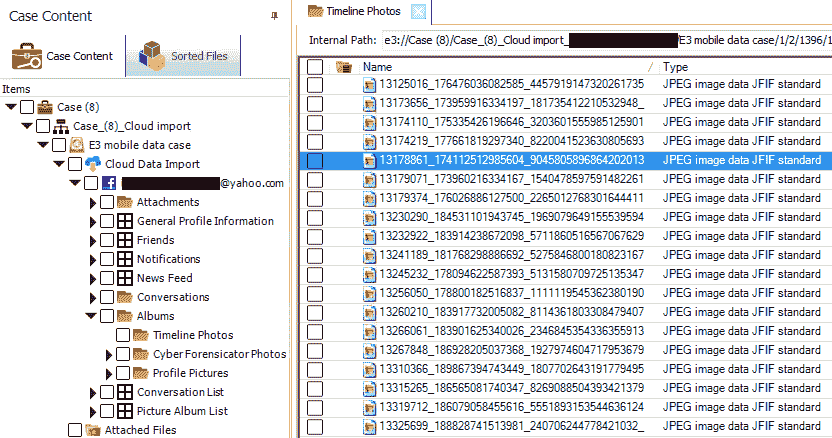 Case Content
Case Content
Sorted Files
Items
Case (8)
Case_(8)_Cloud import
E3 mobile data case
Cloud Data Import
@yahoo.com
Attachments
General Profile Information
Friends
Notifications
News Feed
Conversations
Albums
Timeline Photos
Cyber Forensicator Photos
Profile Pictures
Conversation List
Picture Album List
Attached Files
Timeline Photos
Internal Path: e3://Case (8)/Case_(8)_Cloud import_ /E3 mobile data case/1/2/1396/1
Name Type
13125016_176476036082585_4457919147320261735 JPEG image data JFIF standard
13173656_173959916334197_181735412210532948_ JPEG image data JFIF standard
13174110_175335426196646_3203601555985125901 JPEG image data JFIF standard
13174219_177661819297340_8220041523630805693 JPEG image data JFIF standard
13178861_174112512985604_9045805896864202013 JPEG image data JFIF standard
13179071_173960216334167_1540478597591482261 JPEG image data JFIF standard
13179374_176026886127500_2265012768301644411 JPEG image data JFIF standard
13230290_184531101943745_1969079649155539594 JPEG image data JFIF standard
13232922_183914238672098_5711860516567067629 JPEG image data JFIF standard
13241189_181768298886692_5275846800180823167 JPEG image data JFIF standard
13245232_178094622587393_5131580709725135347 JPEG image data JFIF standard
13256050_178800182516837_1111119545362380190 JPEG image data JFIF standard
13260210_183917732005082_8114361803308479407 JPEG image data JFIF standard
13266061_183901625340026_2346845354336355913 JPEG image data JFIF standard
13267848_186928205037368_1927974604717953679 JPEG image data JFIF standard
13310366_189867394743449_1807702643191779495 JPEG image data JFIF standard
13315265_186565081740347_8269088504393421379 JPEG image data JFIF standard
13319712_186079058455616_5551893153544636124 JPEG image data JFIF standard
13325699_188828741513981_240706244778421032_ JPEG image data JFIF standard